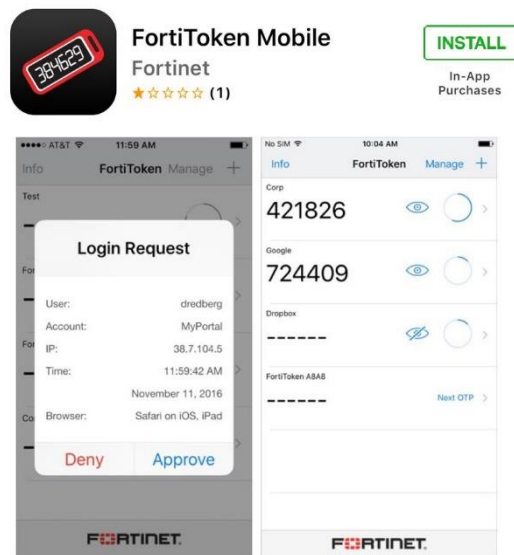 384629
FortiToken Mobile
Fortinet
(1)
INSTALL
In-App
Purchases
AT&T 11:59 AM
Info FortiToken Manage +
Test
Login Request
User: dredberg
Account: MyPortal
IP: 38.7.104.5
Time: 11:59:42 AM
November 11, 2016
Browser: Safari on iOS, iPad
Deny Approve
FORTINET
No SIM 10:04 AM
Info FortiToken Manage +
Corp
421826
Google
724409
Dropbox
------
FortiToken A8A8
------ Next OTP
FORTINET